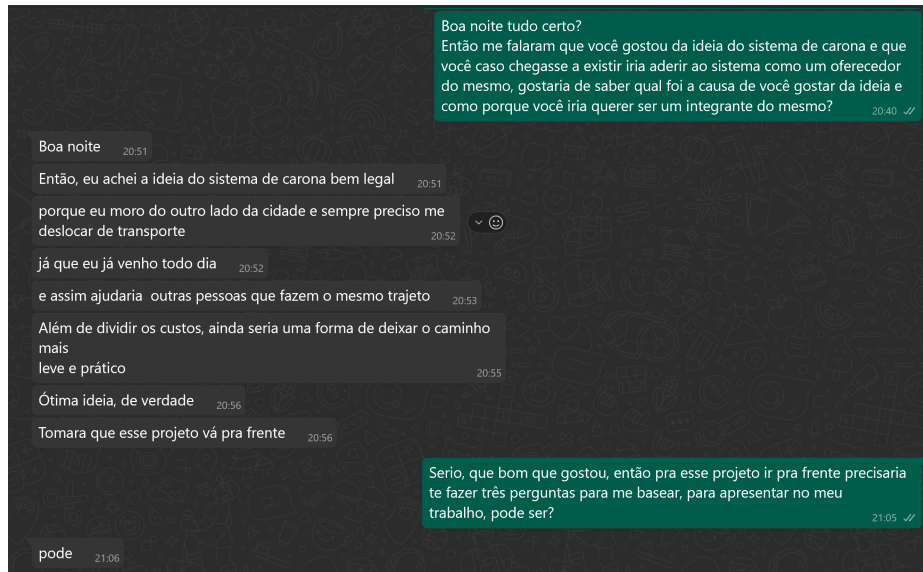 Boa noite tudo certo?
Então me falaram que você gostou da ideia do sistema de carona e que
você caso chegasse a existir iria aderir ao sistema como um oferecedor
do mesmo, gostaria de saber qual foi a causa de você gostar da ideia e
como porque você iria querer ser um integrante do mesmo?
20:40
Boa noite 20:51
Então, eu achei a ideia do sistema de carona bem legal 20:51
porque eu moro do outro lado da cidade e sempre preciso me
deslocar de transporte 20:52
já que eu já venho todo dia 20:52
e assim ajudaria outras pessoas que fazem o mesmo trajeto 20:53
Além de dividir os custos, ainda seria uma forma de deixar o caminho
mais
leve e prático 20:55
Ótima ideia, de verdade 20:56
Tomara que esse projeto vá pra frente 20:56
Serio, que bom que gostou, então pra esse projeto ir pra frente precisaria
te fazer três perguntas para me basear, para apresentar no meu
trabalho, pode ser? 21:05
pode 21:06